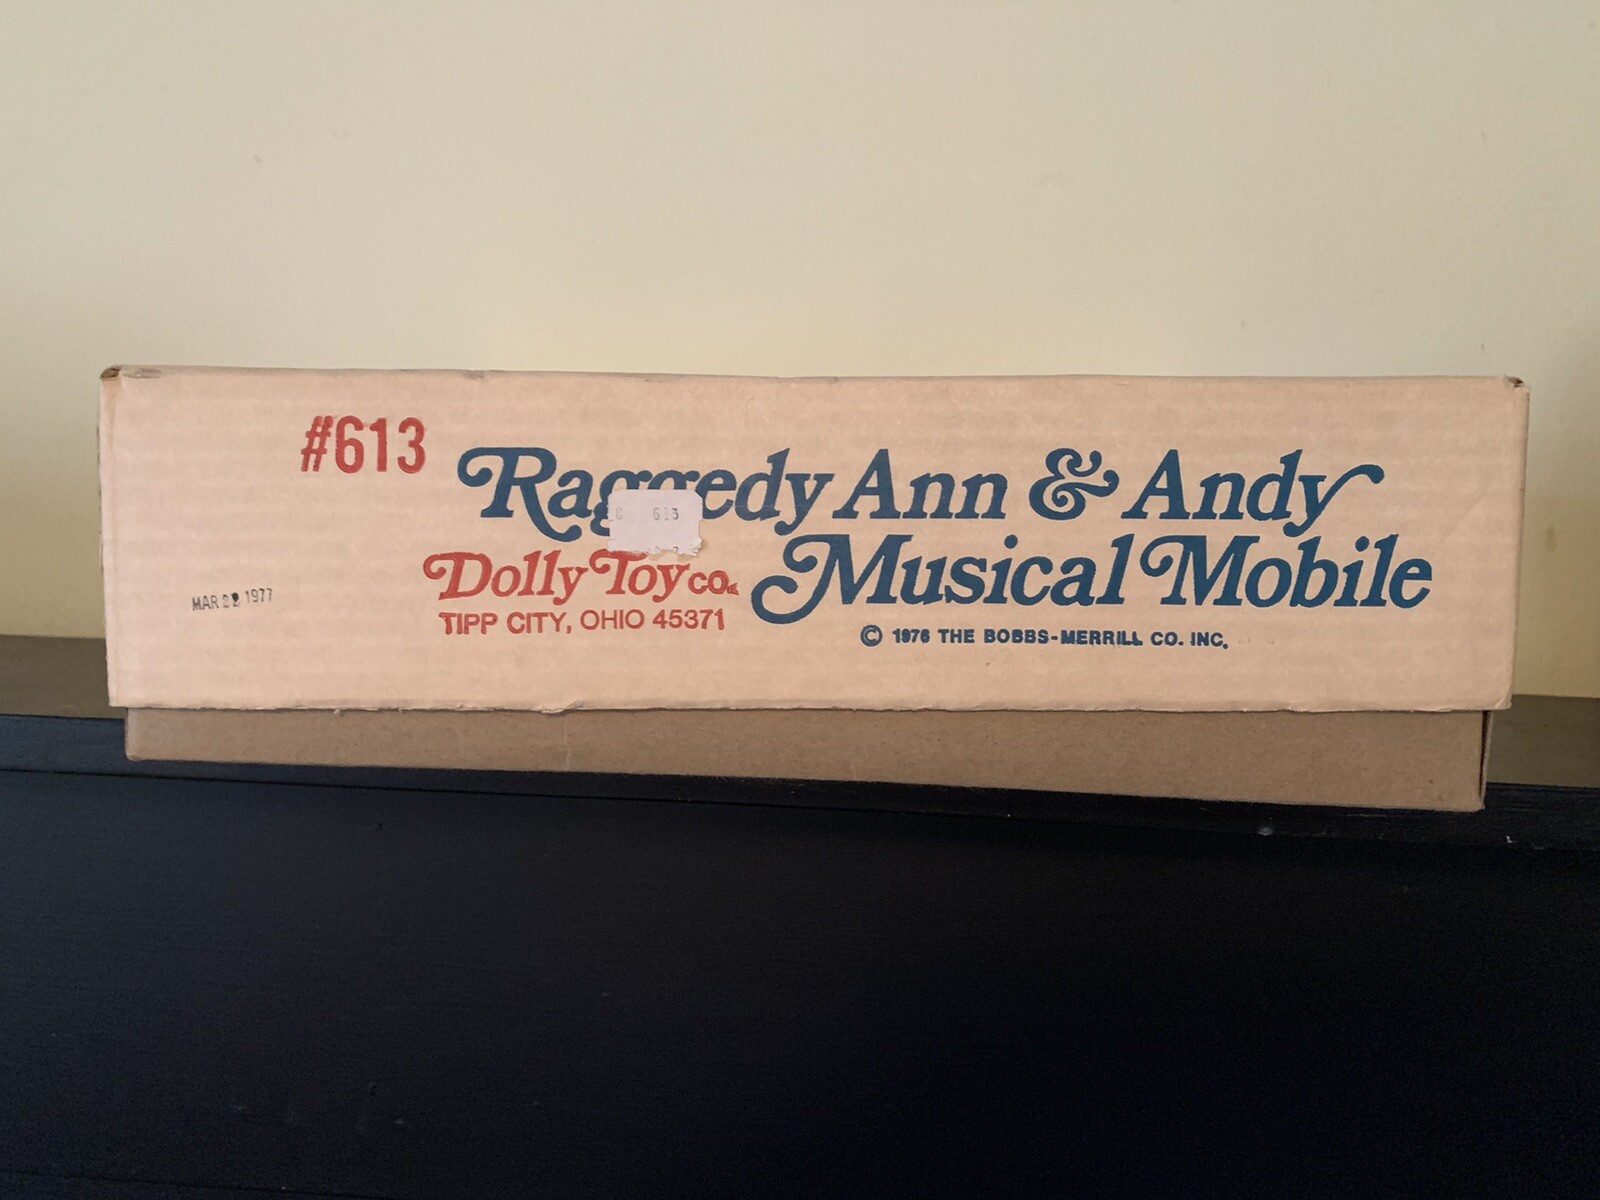 #613
Raggedy Ann & Andy
613
Dolly Toy co.
Musical Mobile
TIPP CITY, OHIO 45371
MAR 1977
© 1976 THE BOBBS-MERRILL CO. INC.